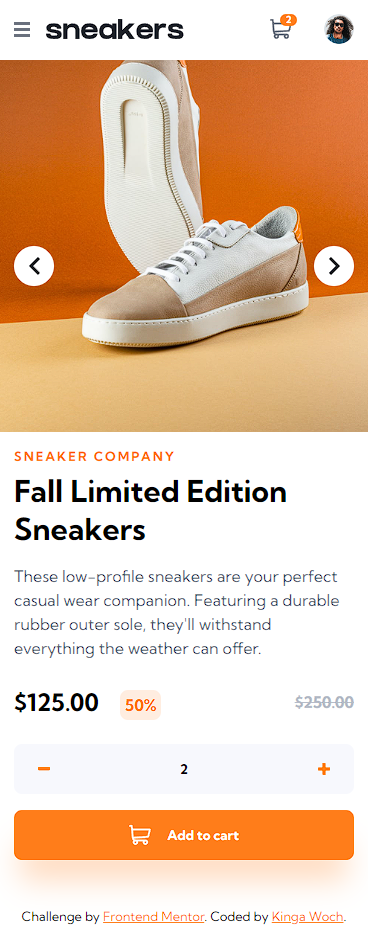 sneakers
2
SNEAKER COMPANY
Fall Limited Edition
Sneakers
These low-profile sneakers are your perfect
casual wear companion. Featuring a durable
rubber outer sole, they'll withstand
everything the weather can offer.
$125.00 50% $250.00
2
Add to cart
Challenge by Frontend Mentor. Coded by Kinga Woch.